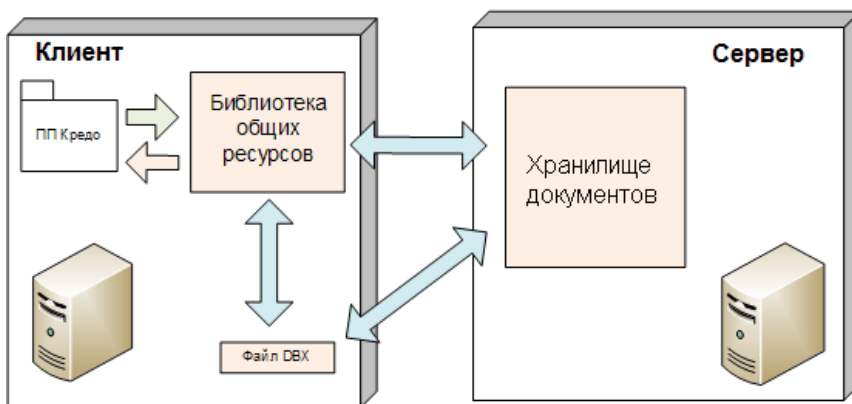 Клиент
ПП Кредо
Библиотека
общих
ресурсов
Файл DBX
Сервер
Хранилище
документов